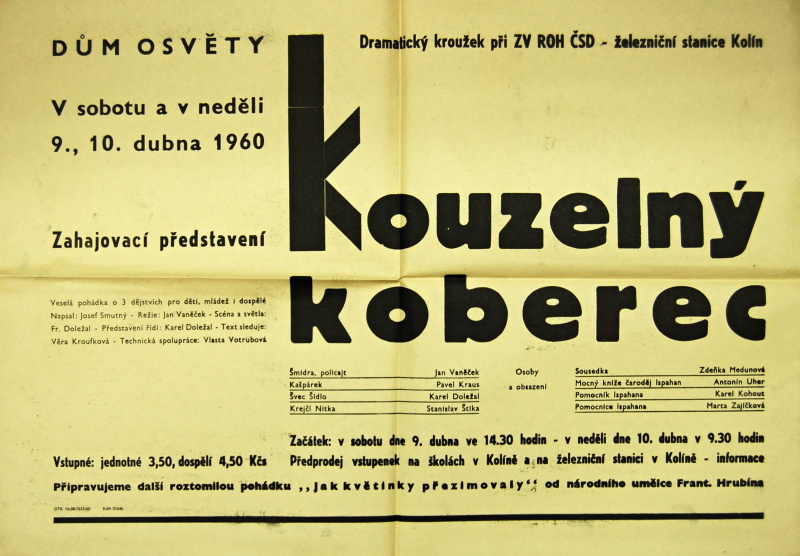 DŮM OSVĚTY
V sobotu a v neděli
9., 10. dubna 1960
Zahajovací představení
Veselá pohádka o 3 dějstvích pro děti, mládež i dospělé
Napsal: Josef Smutný - Režie: Jan Vaněček - Scéna a světla:
Fr. Doležal - Představení řídí: Karel Doležal - Text sleduje:
Věra Kroufková - Technická spolupráce: Vlasta Votrubová
Dramatický kroužek při ZV ROH ČSD - železniční stanice Kolín
kouzelný
koberec
Šmidra, policajt Jan Vaněček
Kašpárek Pavel Kraus
Švec Šidlo Karel Doležal
Krejčí Nitka Stanislav Štika
Osoby
a obsazení
Sousedka Zdeňka Medunová
Mocný kníže čaroděj Ispahan Antonín Uher
Pomocník Ispahana Karel Kohout
Pomocnice Ispahana Marta Zajíčková
Začátek: v sobotu dne 9. dubna ve 14.30 hodin - v neděli dne 10. dubna v 9.30 hodin
Vstupné: jednotné 3,50, dospělí 4,50 Kčs
Předprodej vstupenek na školách v Kolíně a na železniční stanici v Kolíně - informace
Připravujeme další roztomilou pohádku ,,jak květinky přezimovaly" od národního umělce Frant. Hrubína